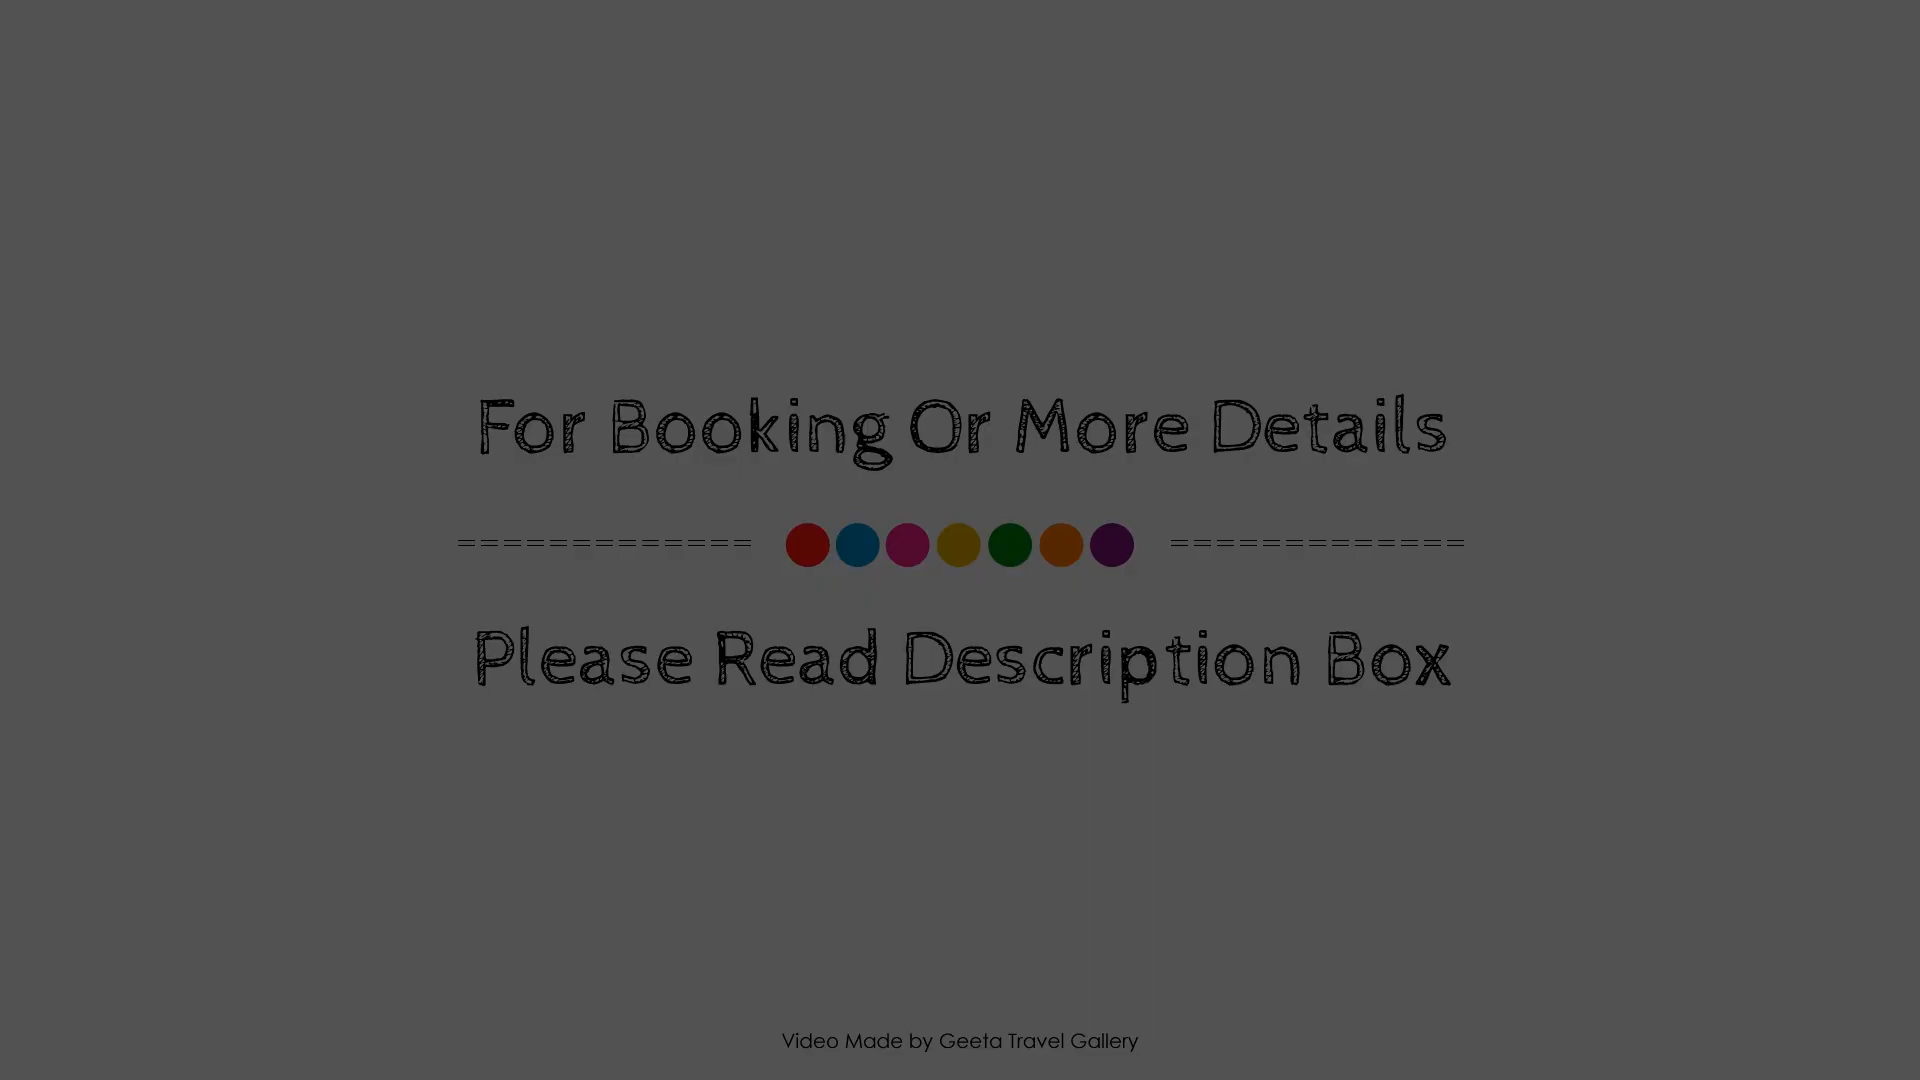 For Booking Or More Details
============= =============
Please Read Description Box
Video Made by Geeta Travel Gallery